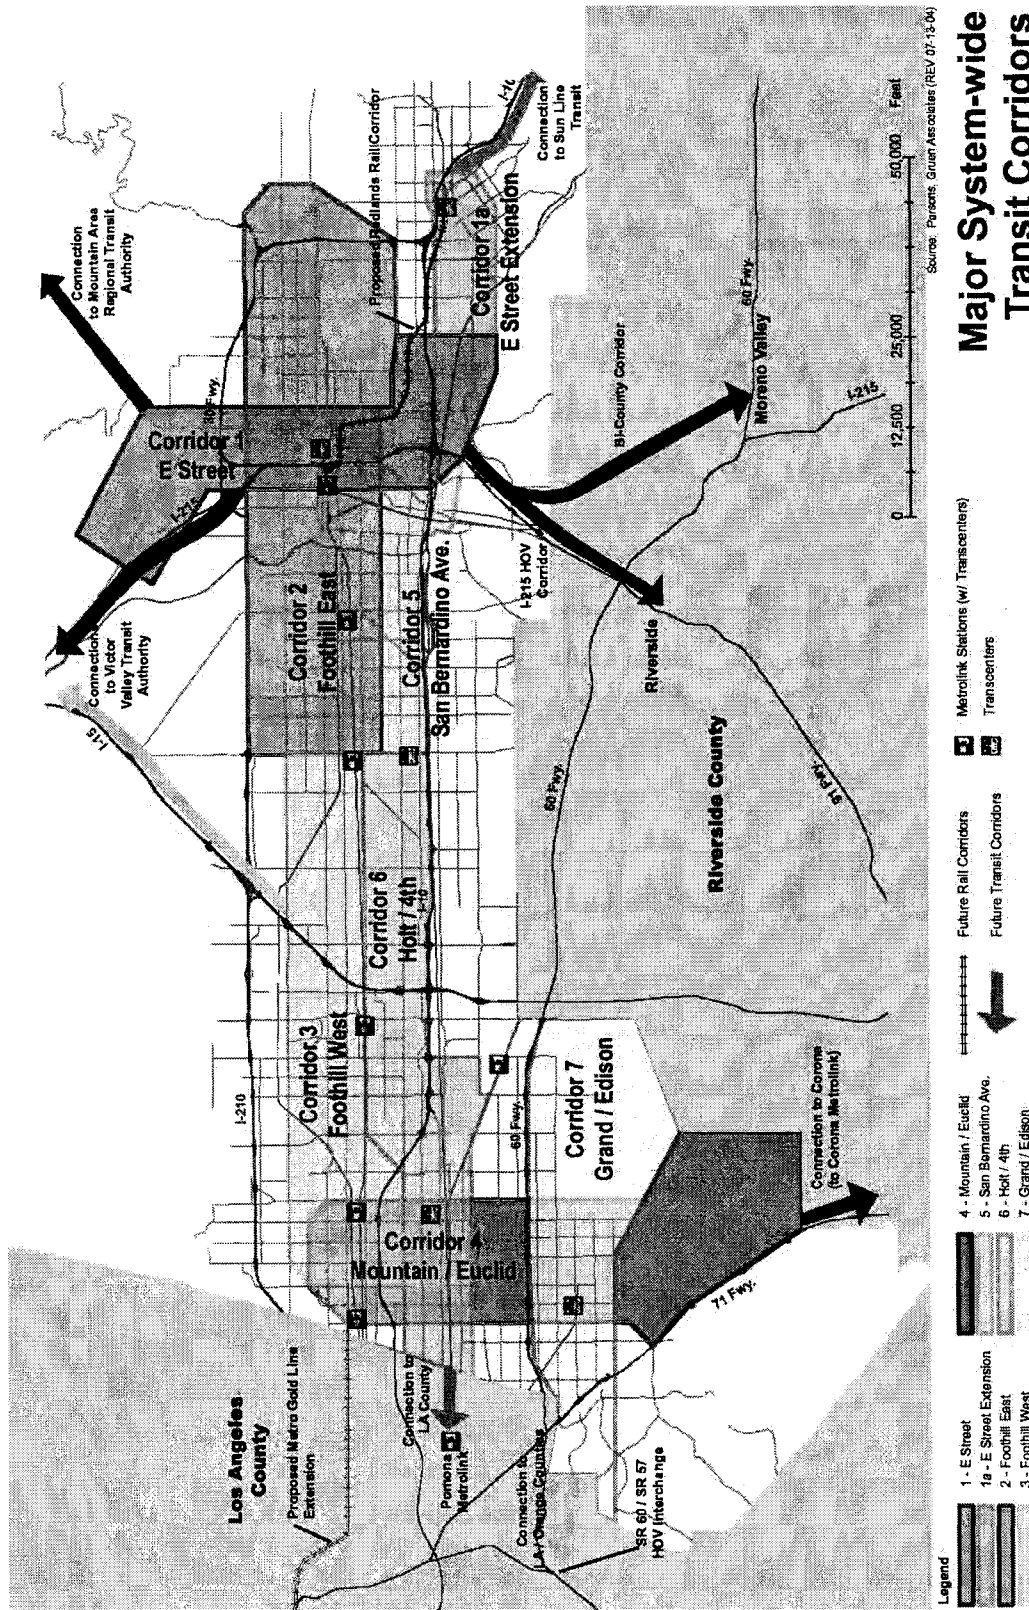 Connection
to Mountain Area
Regional Transit
Authority
Proposed Redlands Rail Corridor
I-10
Connection
to Sun Line
Transit
Corridor 1a
E Street Extension
30 Fwy.
Corridor 1
E Street
I-215
Connection
to Victor
Valley Transit
Authority
Corridor 2
Foothill East
Corridor 5
San Bernardino Ave.
I-215 HOV
Corridor
Bi-County Corridor
60 Fwy.
Moreno Valley
I-215
Riverside
I-15
60 Fwy.
91 Fwy.
Riverside County
Corridor 6
Holt / 4th
I-10
Corridor 3
Foothill West
I-210
60 Fwy.
Corridor 7
Grand / Edison
Corridor 4
Mountain / Euclid
Connection to Corona
(to Corona Metrolink)
71 Fwy.
Los Angeles
County
Proposed Metro Gold Line
Extension
Connection to
LA County
Pomona
Metrolink
Connection to
LA / Orange Counties
SR 60 / SR 57
HOV Interchange
0 12,500 25,000 50,000 Feet
Source: Parsons, Gruen Associates (REV 07-13-04)
Major System-wide
Transit Corridors
Legend
1 - E Street
1a - E Street Extension
2 - Foothill East
3 - Foothill West
4 - Mountain / Euclid
5 - San Bernardino Ave.
6 - Holt / 4th
7 - Grand / Edison
Future Rail Corridors
Future Transit Corridors
Metrolink Stations (w/ Transcenters)
Transcenters